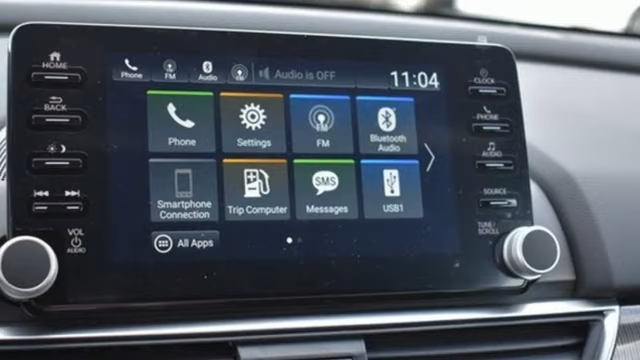 HOME
BACK
VOL
AUDIO
Phone
FM
Audio
Audio is OFF
11:04
Phone
Settings
FM
FM
Bluetooth
Audio
Smartphone
Connection
Trip Computer
SMS
Messages
USB1
All Apps
CLOCK
PHONE
AUDIO
SOURCE
TUNE/
SCROLL